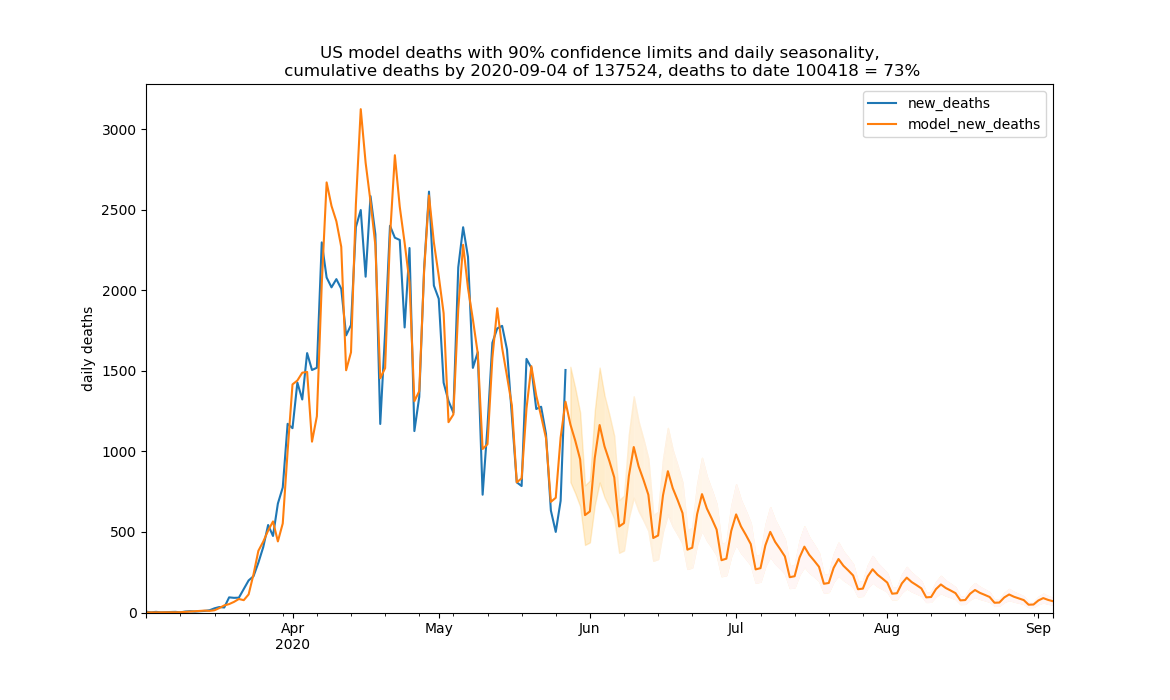 US model deaths with 90% confidence limits and daily seasonality,
cumulative deaths by 2020-09-04 of 137524, deaths to date 100418 = 73%
new_deaths
model_new_deaths
3000
2500
2000
1500
1000
500
0
daily deaths
Apr
2020
May
Jun
Jul
Aug
Sep